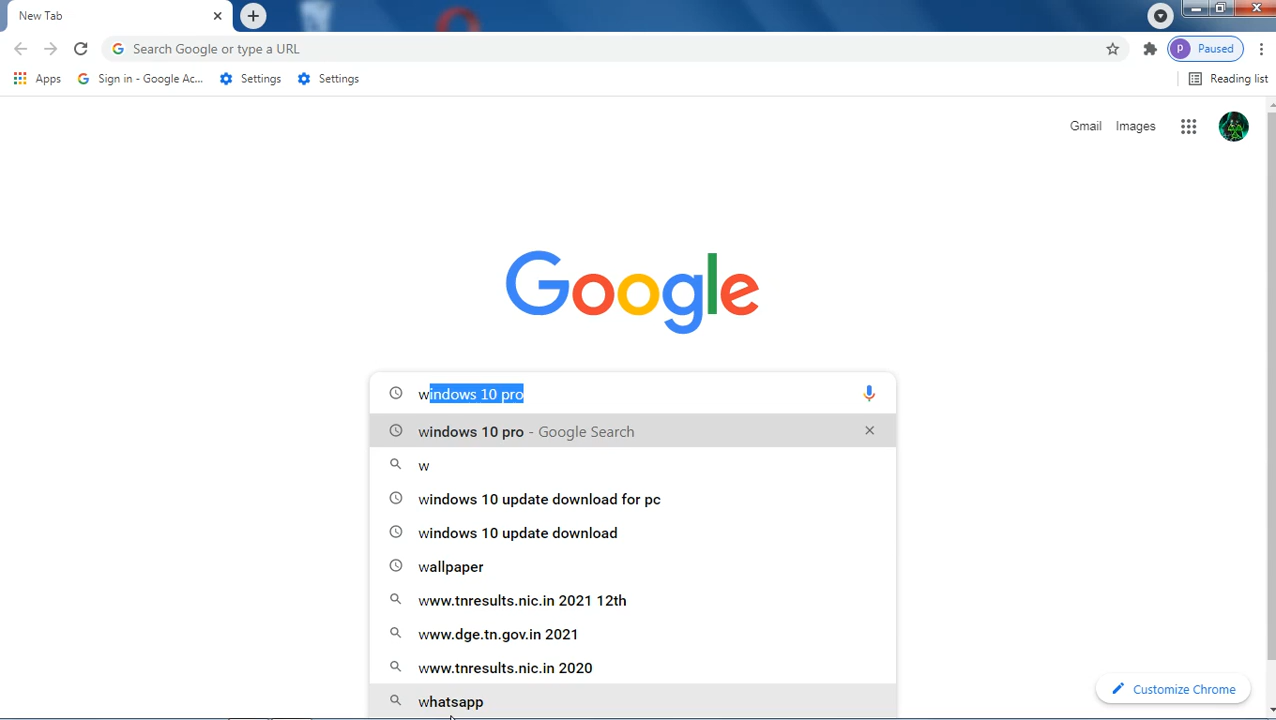 New Tab
Search Google or type a URL
P Paused
Apps
Sign in - Google Ac...
Settings
Settings
Reading list
Gmail
Images
Google
windows 10 pro
windows 10 pro - Google Search
w
windows 10 update download for pc
windows 10 update download
wallpaper
www.tnresults.nic.in 2021 12th
www.dge.tn.gov.in 2021
www.tnresults.nic.in 2020
whatsapp
Customize Chrome